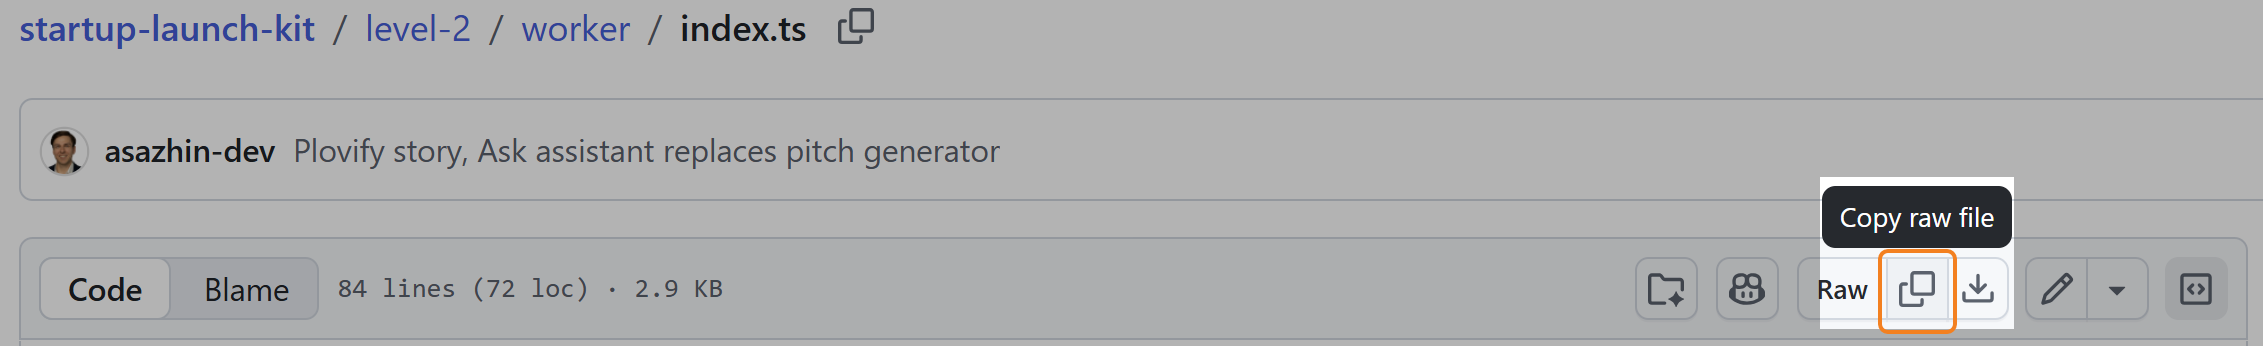 startup-launch-kit / level-2 / worker / index.ts
asazhin-dev Plovify story, Ask assistant replaces pitch generator
Copy raw file
Code Blame 84 lines (72 loc) · 2.9 KB Raw